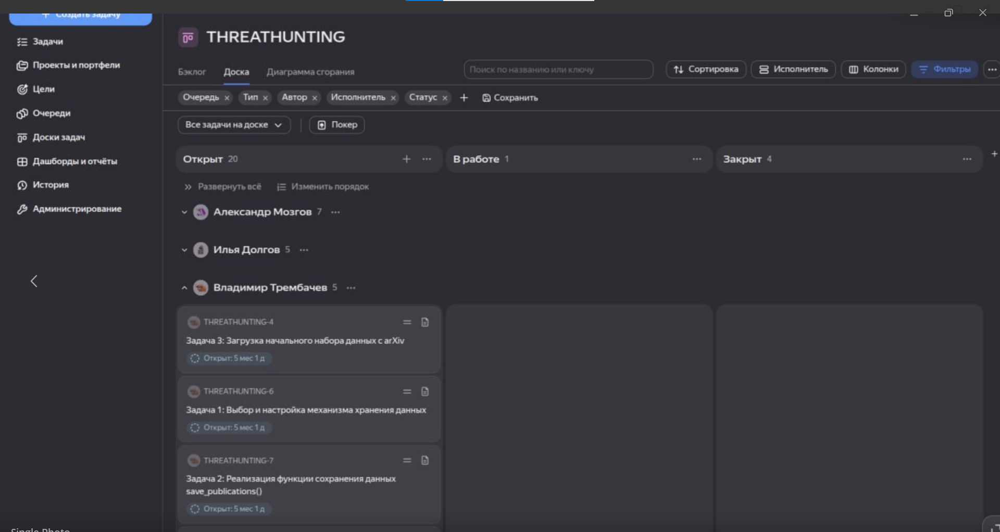 Создать задачу
Задачи
Проекты и портфели
Цели
Очереди
Доски задач
Дашборды и отчёты
История
Администрирование
THREATHUNTING
Бэклог Доска Диаграмма сгорания
Поиск по названию или ключу
Сортировка
Исполнитель
Колонки
Фильтры
Очередь Тип Автор Исполнитель Статус
Сохранить
Все задачи на доске
Покер
Открыт 20
В работе 1
Закрыт 4
Развернуть всё
Изменить порядок
Александр Мозгов 7
Илья Долгов 5
Владимир Трембачев 5
THREATHUNTING-4
Задача 3: Загрузка начального набора данных с arXiv
Открыт: 5 мес 1 д
THREATHUNTING-6
Задача 1: Выбор и настройка механизма хранения данных
Открыт: 5 мес 1 д
THREATHUNTING-7
Задача 2: Реализация функции сохранения данных
save_publications()
Открыт: 5 мес 1 д
Single Photo